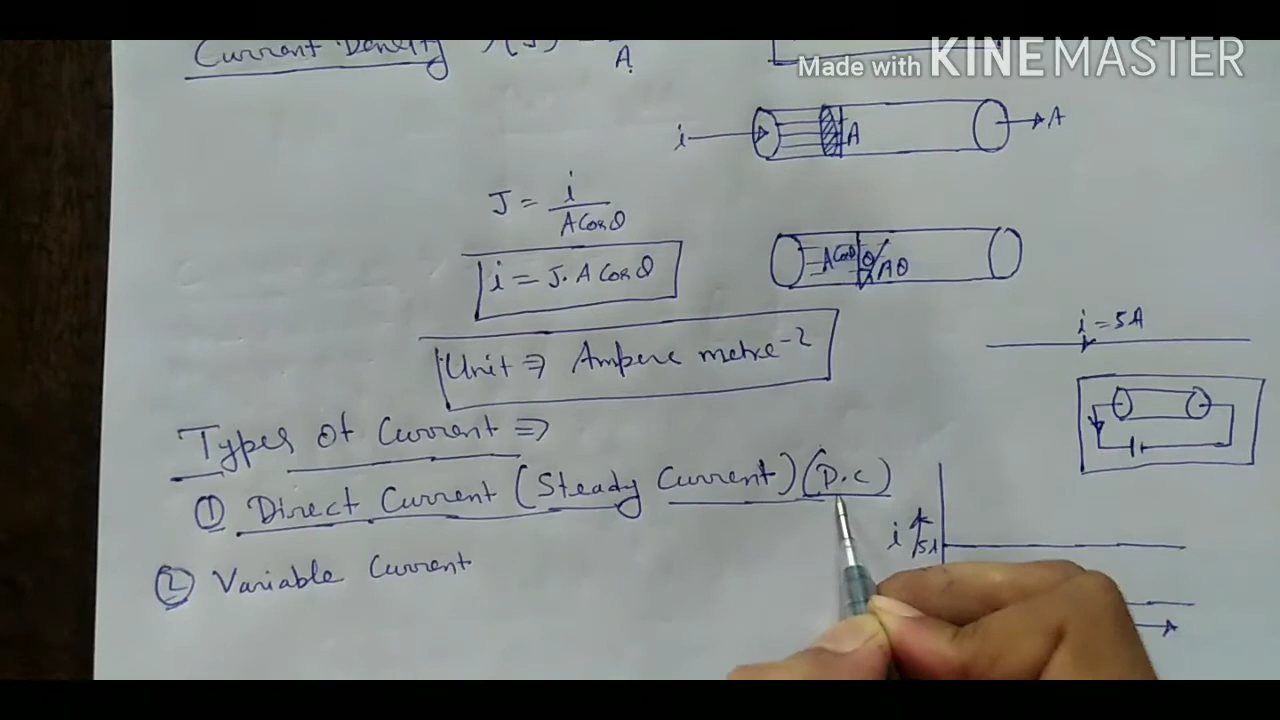 Current Density
A
Made with KINEMASTER
i A A
J = i / A Cos θ
i = J. A Cos θ
A Cosθ θ A θ
Unit ⇒ Ampere metre⁻²
i = 5A
Types of Current ⇒
① Direct Current (Steady Current) (D.C)
i 5A
② Variable Current